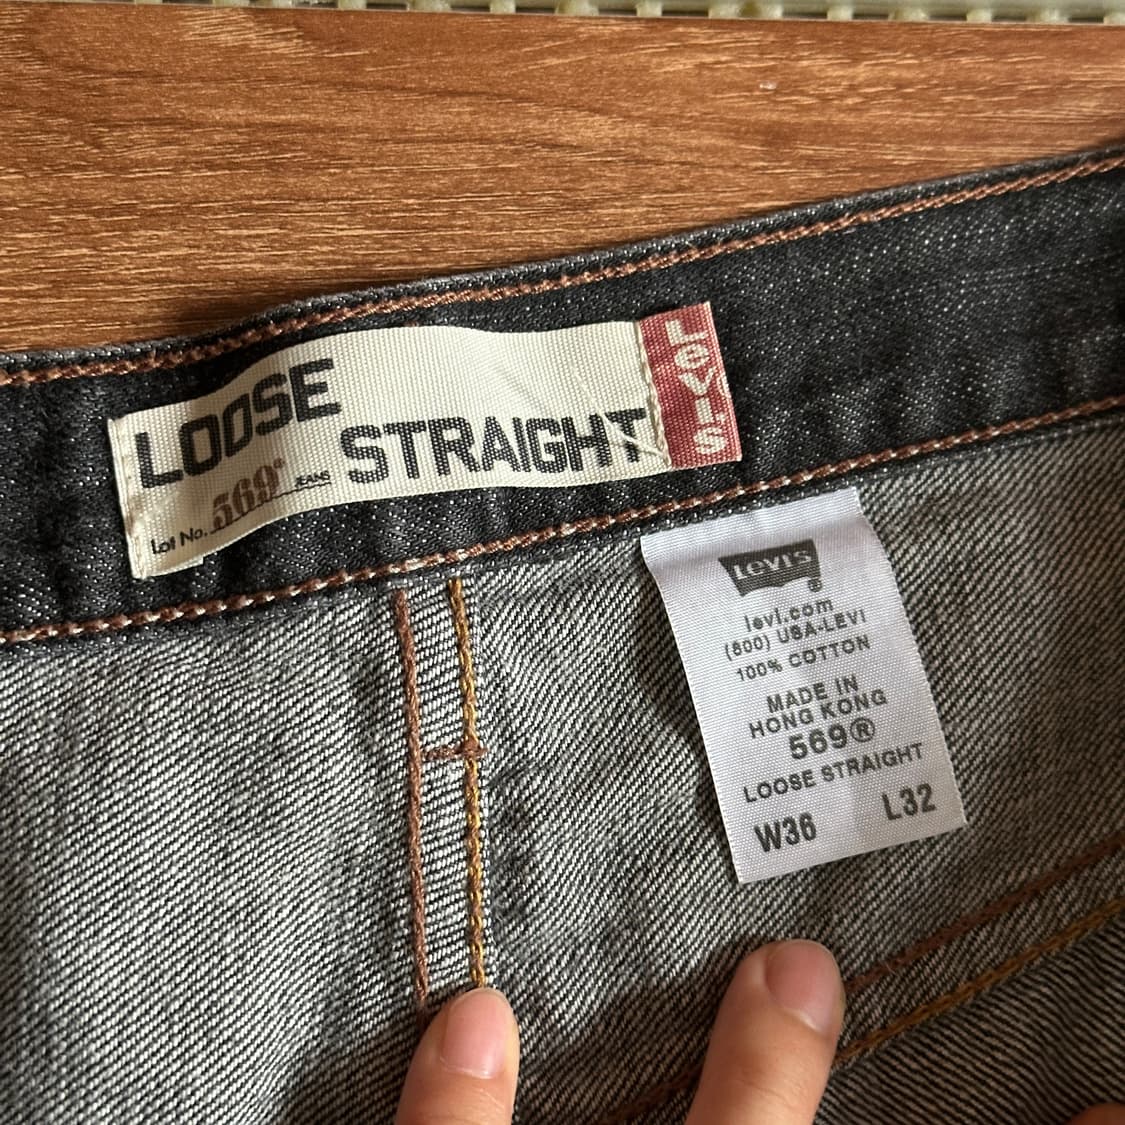 LOOSE
STRAIGHT
Lot No. 569® JEANS
LEVI'S
LEVI'S ®
levi.com
(800) USA-LEVI
100% COTTON
MADE IN
HONG KONG
569®
LOOSE STRAIGHT
W36 L32